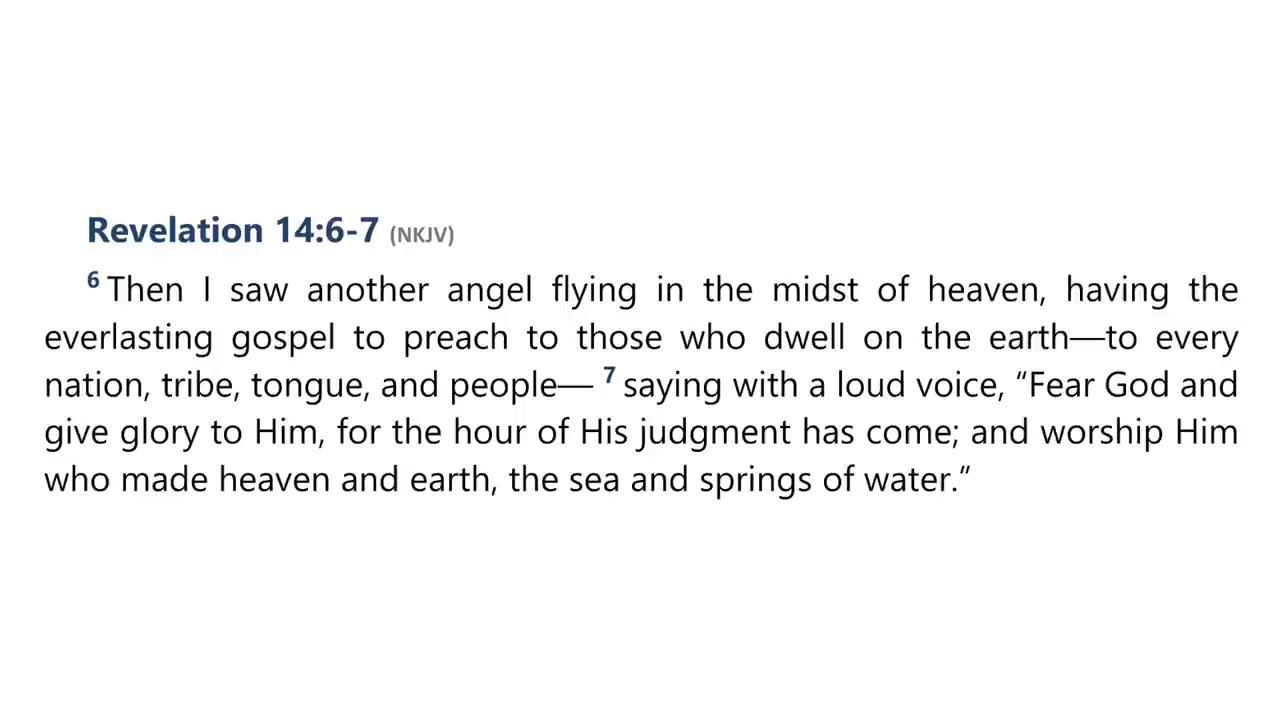 Revelation 14:6-7 (NKJV)
6 Then I saw another angel flying in the midst of heaven, having the
everlasting gospel to preach to those who dwell on the earth—to every
nation, tribe, tongue, and people— 7 saying with a loud voice, “Fear God and
give glory to Him, for the hour of His judgment has come; and worship Him
who made heaven and earth, the sea and springs of water.”